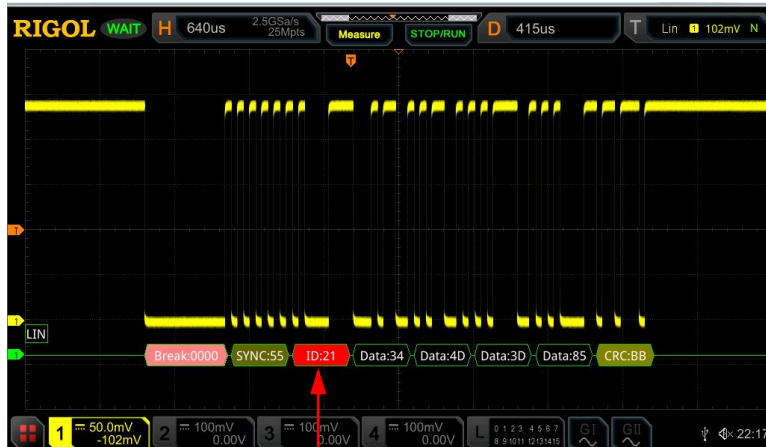 RIGOL WAIT H 640us 2.5GSa/s 25Mpts Measure STOP/RUN D 415us T Lin 1 102mV N
T
T
1
LIN
1 Break:0000 SYNC:55 ID:21 Data:34 Data:4D Data:3D Data:85 CRC:BB
1 50.0mV -102mV 2 100mV 0.00V 3 100mV 0.00V 4 100mV 0.00V L 0 1 2 3 4 5 6 7 8 9 10 11 12 13 14 15 GI GII 22:17